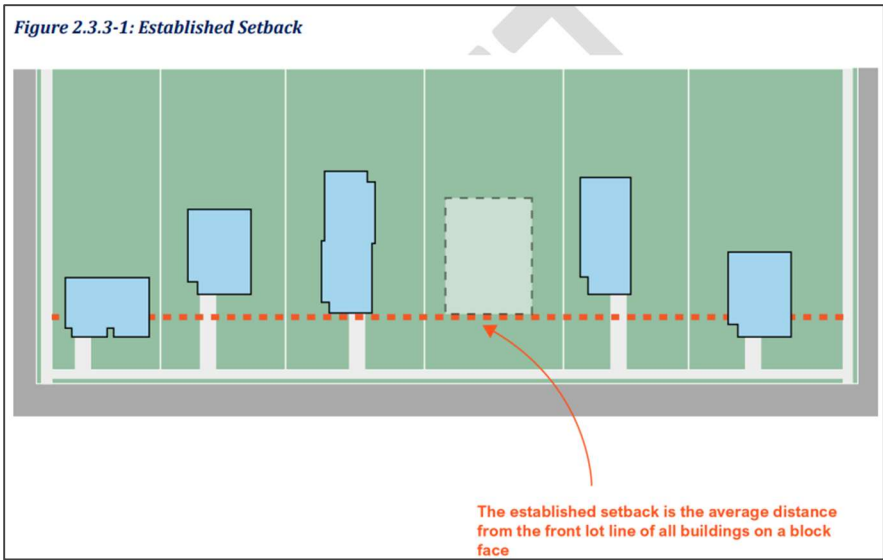 Figure 2.3.3-1: Established Setback
The established setback is the average distance
from the front lot line of all buildings on a block
face